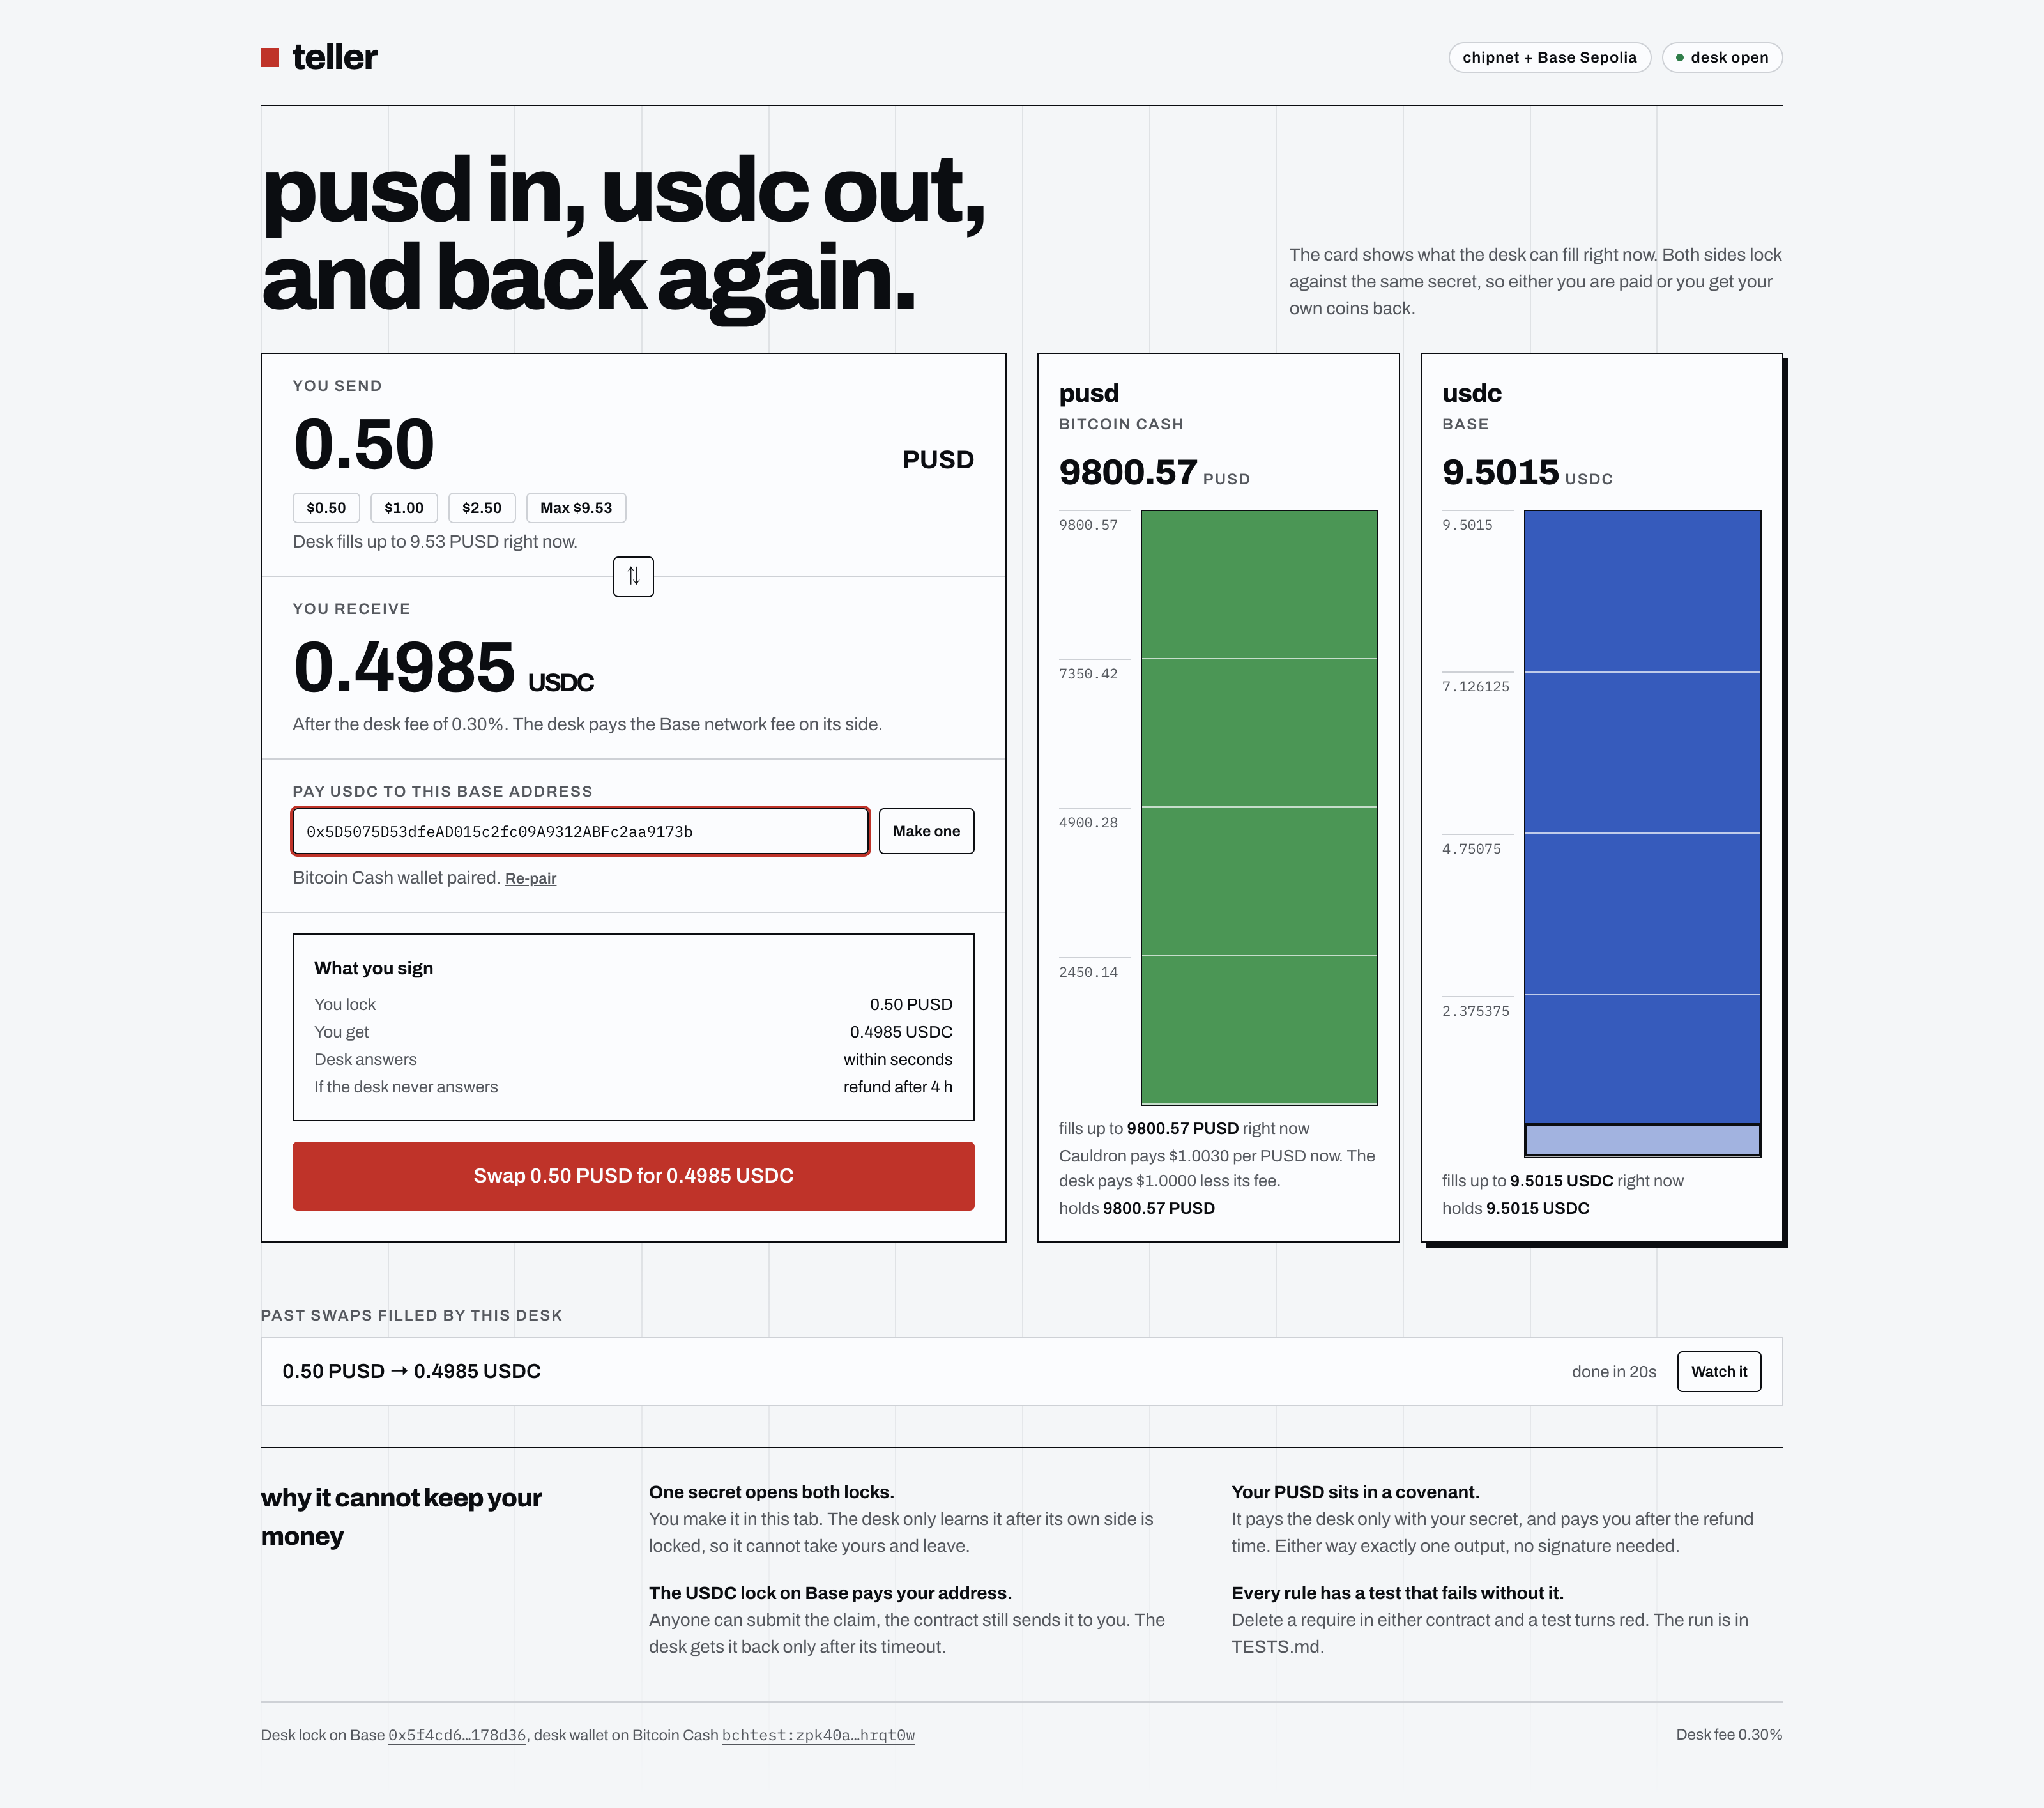 teller
chipnet + Base Sepolia
desk open
pusd in, usdc out,
and back again.
The card shows what the desk can fill right now. Both sides lock
against the same secret, so either you are paid or you get your
own coins back.
YOU SEND
0.50
PUSD
$0.50
$1.00
$2.50
Max $9.53
Desk fills up to 9.53 PUSD right now.
YOU RECEIVE
0.4985 USDC
After the desk fee of 0.30%. The desk pays the Base network fee on its side.
PAY USDC TO THIS BASE ADDRESS
0x5D5075D53dfeAD015c2fc09A9312ABFc2aa9173b
Make one
Bitcoin Cash wallet paired. Re-pair
What you sign
You lock 0.50 PUSD
You get 0.4985 USDC
Desk answers within seconds
If the desk never answers refund after 4 h
Swap 0.50 PUSD for 0.4985 USDC
pusd
BITCOIN CASH
9800.57 PUSD
9800.57
7350.42
4900.28
2450.14
fills up to 9800.57 PUSD right now
Cauldron pays $1.0030 per PUSD now. The
desk pays $1.0000 less its fee.
holds 9800.57 PUSD
usdc
BASE
9.5015 USDC
9.5015
7.126125
4.75075
2.375375
fills up to 9.5015 USDC right now
holds 9.5015 USDC
PAST SWAPS FILLED BY THIS DESK
0.50 PUSD → 0.4985 USDC
done in 20s
Watch it
why it cannot keep your
money
One secret opens both locks.
You make it in this tab. The desk only learns it after its own side is
locked, so it cannot take yours and leave.
Your PUSD sits in a covenant.
It pays the desk only with your secret, and pays you after the refund
time. Either way exactly one output, no signature needed.
The USDC lock on Base pays your address.
Anyone can submit the claim, the contract still sends it to you. The
desk gets it back only after its timeout.
Every rule has a test that fails without it.
Delete a require in either contract and a test turns red. The run is in
TESTS.md.
Desk lock on Base 0x5f4cd6…178d36, desk wallet on Bitcoin Cash bchtest:zpk40a…hrqt0w
Desk fee 0.30%